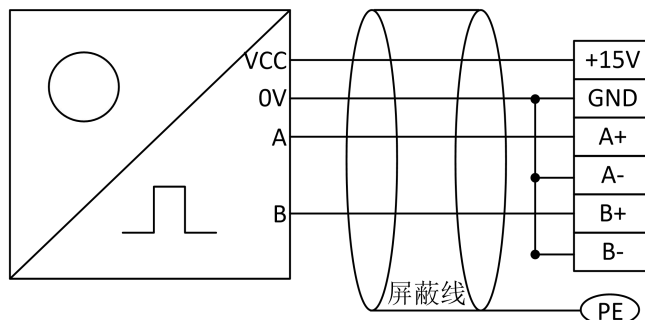 VCC
0V
A
B
+15V
GND
A+
A-
B+
B-
屏蔽线
PE